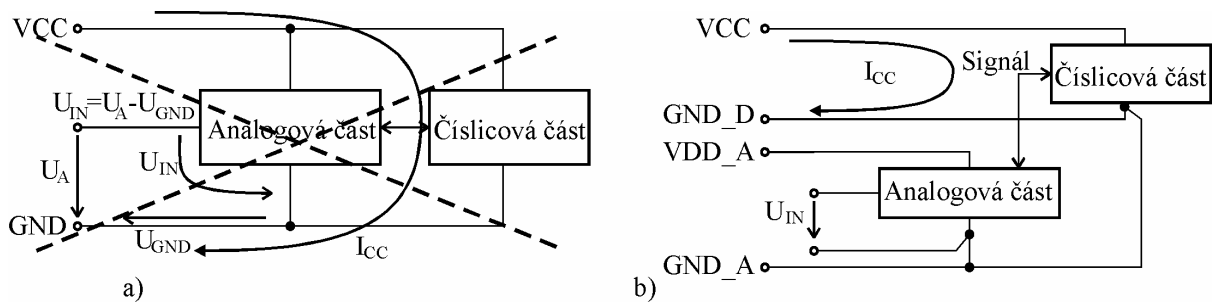 VCC
U_IN=U_A-U_GND
Analogová část
Číslicová část
U_A
U_IN
GND
U_GND
I_CC
a)
VCC
Signál
I_CC
Číslicová část
GND_D
VDD_A
Analogová část
U_IN
GND_A
b)